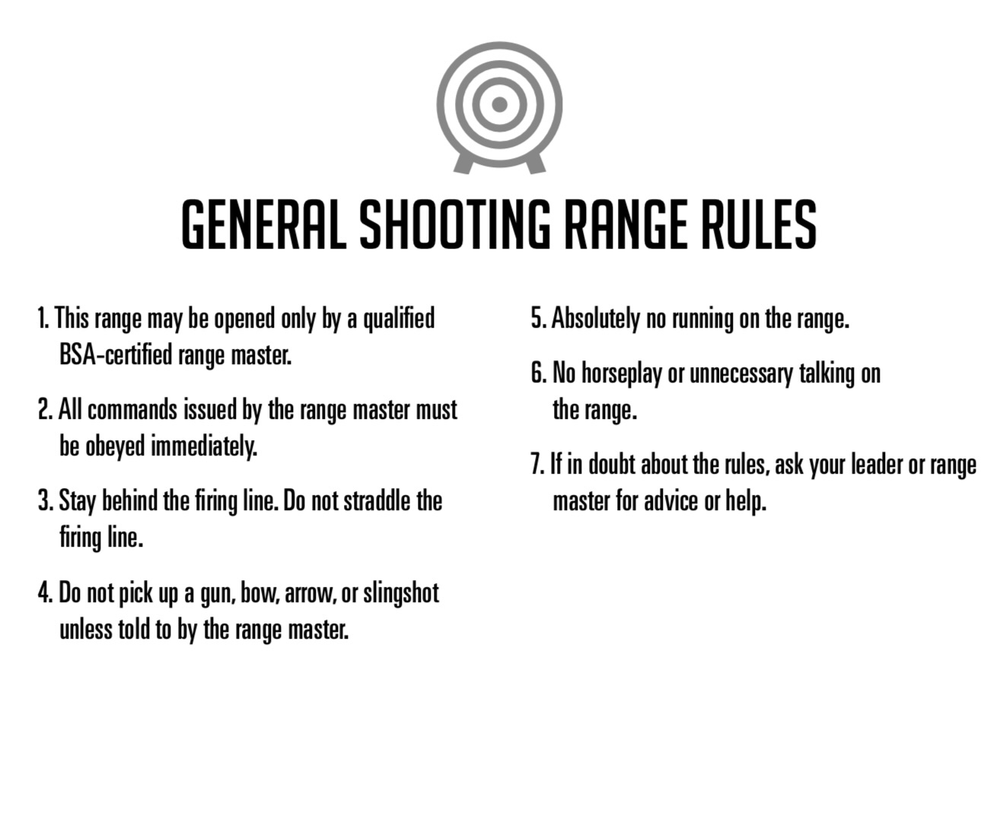 GENERAL SHOOTING RANGE RULES
1. This range may be opened only by a qualified
BSA-certified range master.
2. All commands issued by the range master must
be obeyed immediately.
3. Stay behind the firing line. Do not straddle the
firing line.
4. Do not pick up a gun, bow, arrow, or slingshot
unless told to by the range master.
5. Absolutely no running on the range.
6. No horseplay or unnecessary talking on
the range.
7. If in doubt about the rules, ask your leader or range
master for advice or help.